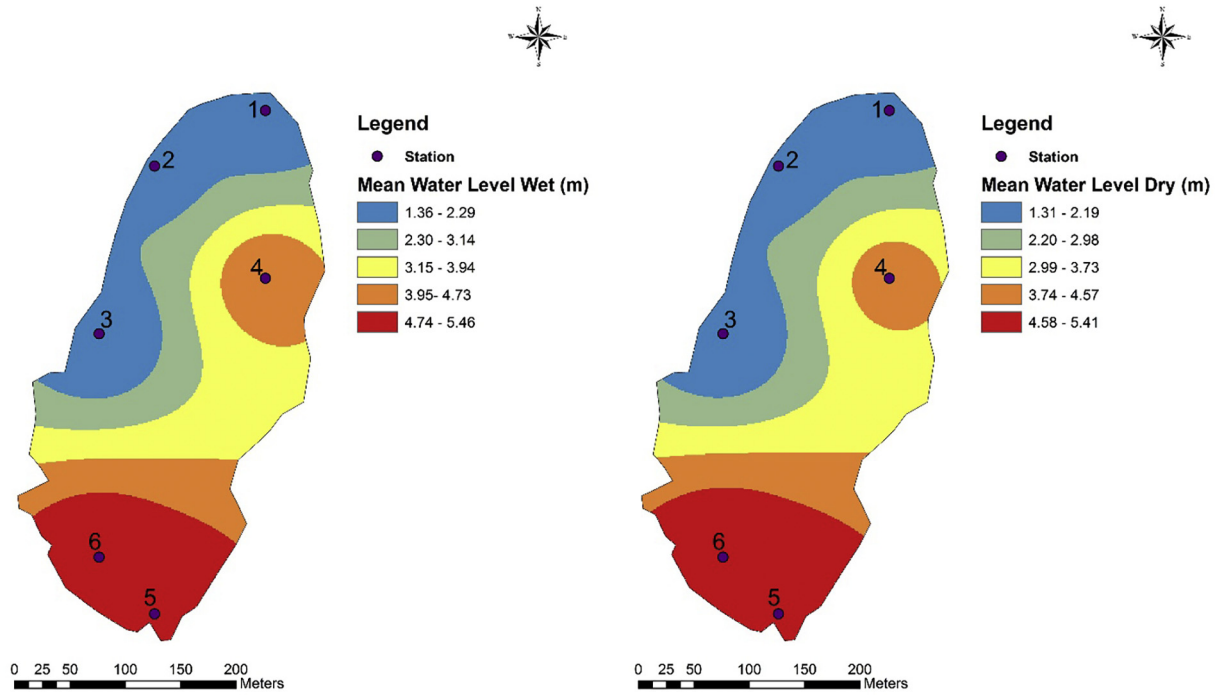 N
W E
S
1
2
3
4
5
6
Legend
Station
Mean Water Level Wet (m)
1.36 - 2.29
2.30 - 3.14
3.15 - 3.94
3.95- 4.73
4.74 - 5.46
0 25 50 100 150 200
Meters
N
W E
S
1
2
3
4
5
6
Legend
Station
Mean Water Level Dry (m)
1.31 - 2.19
2.20 - 2.98
2.99 - 3.73
3.74 - 4.57
4.58 - 5.41
0 25 50 100 150 200
Meters